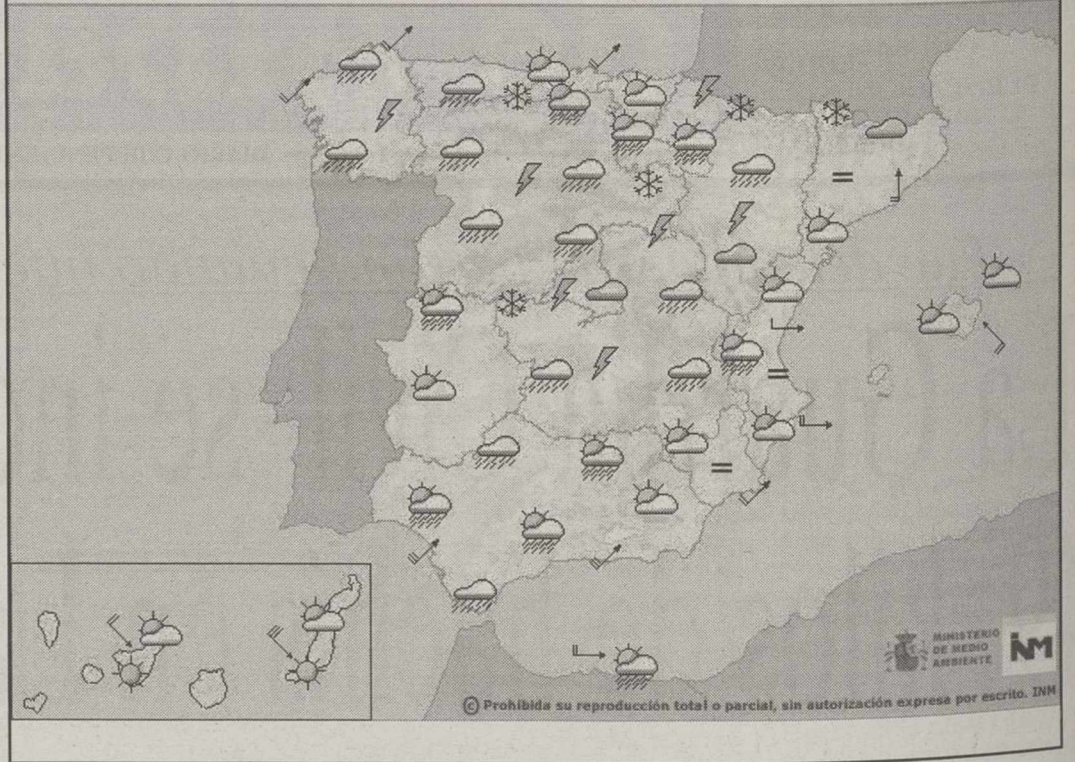 MINISTERIO
DE MEDIO
AMBIENTE
INM
© Prohibida su reproducción total o parcial, sin autorización expresa por escrito. INM